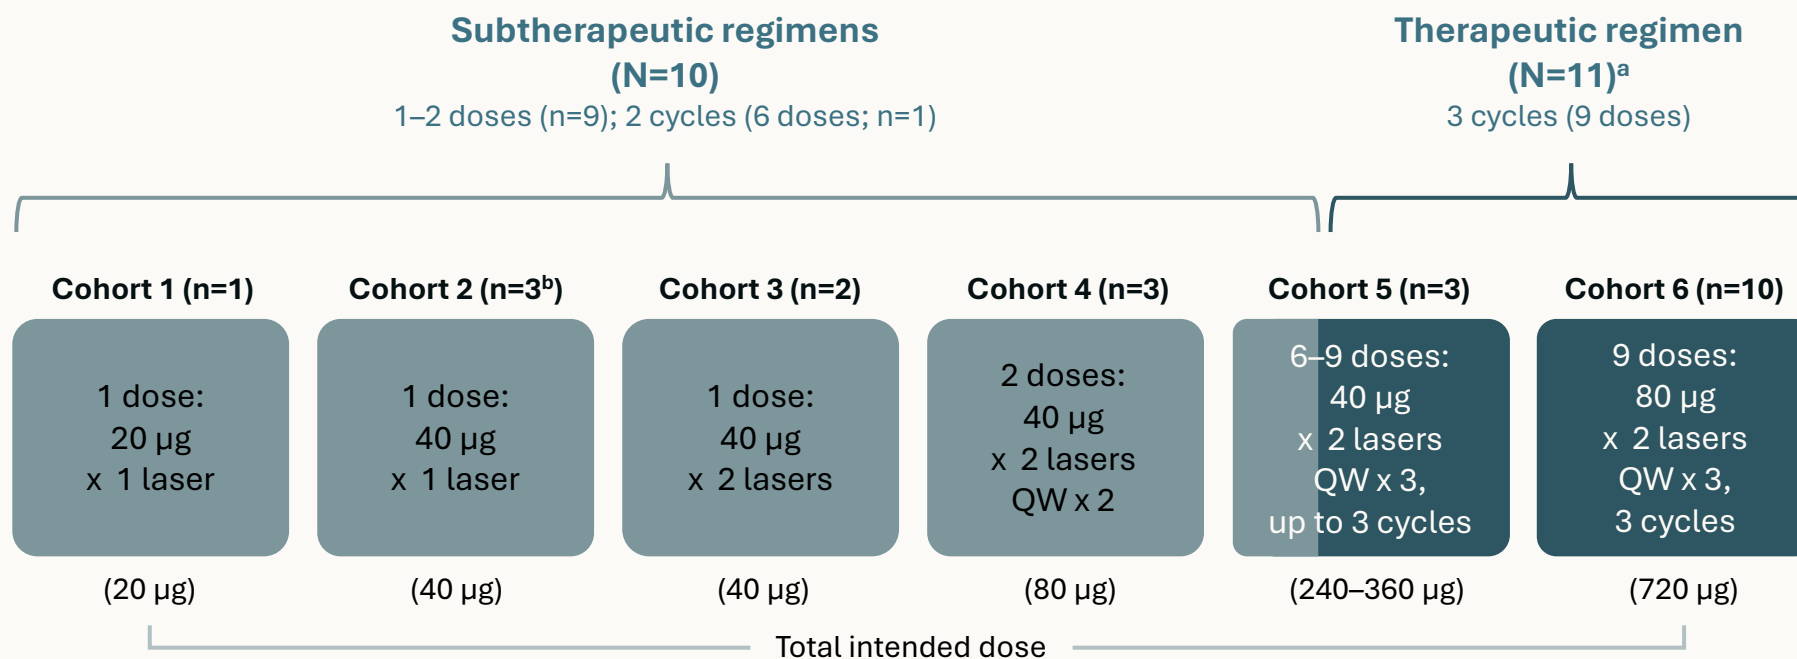 Subtherapeutic regimens
(N=10)
1–2 doses (n=9); 2 cycles (6 doses; n=1)
Therapeutic regimen
(N=11)ᵃ
3 cycles (9 doses)
Cohort 1 (n=1)
1 dose:
20 µg
x 1 laser
(20 µg)
Cohort 2 (n=3ᵇ)
1 dose:
40 µg
x 1 laser
(40 µg)
Cohort 3 (n=2)
1 dose:
40 µg
x 2 lasers
(40 µg)
Cohort 4 (n=3)
2 doses:
40 µg
x 2 lasers
QW x 2
(80 µg)
Cohort 5 (n=3)
6–9 doses:
40 µg
x 2 lasers
QW x 3,
up to 3 cycles
(240–360 µg)
Cohort 6 (n=10)
9 doses:
80 µg
x 2 lasers
QW x 3,
3 cycles
(720 µg)
Total intended dose